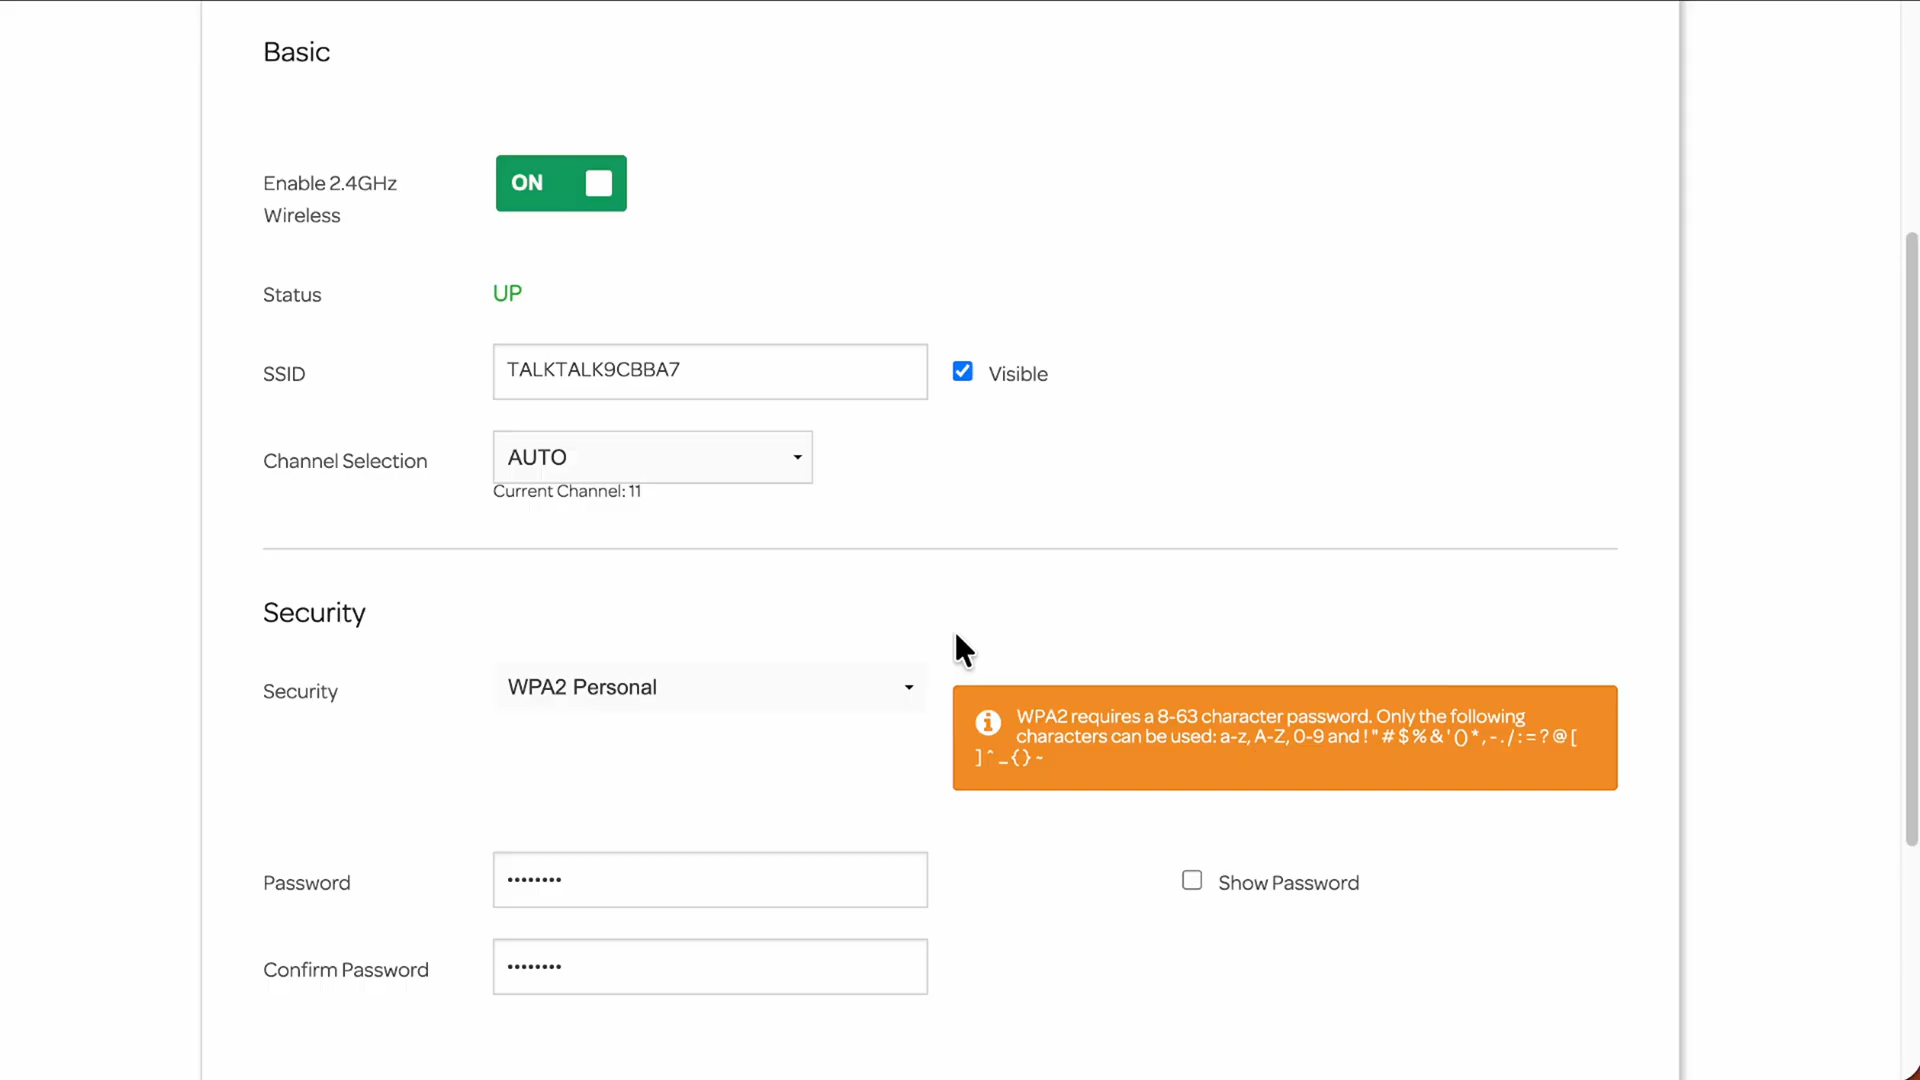 Basic
Enable 2.4GHz
Wireless
ON
Status
UP
SSID
TALKTALK9CBBA7
Visible
Channel Selection
AUTO
Current Channel: 11
Security
Security
WPA2 Personal
WPA2 requires a 8-63 character password. Only the following
characters can be used: a-z, A-Z, 0-9 and ! " # $ % & ' () * , - . / : = ? @ [
] ^ _ {} ~
Password
••••••••
Show Password
Confirm Password
••••••••